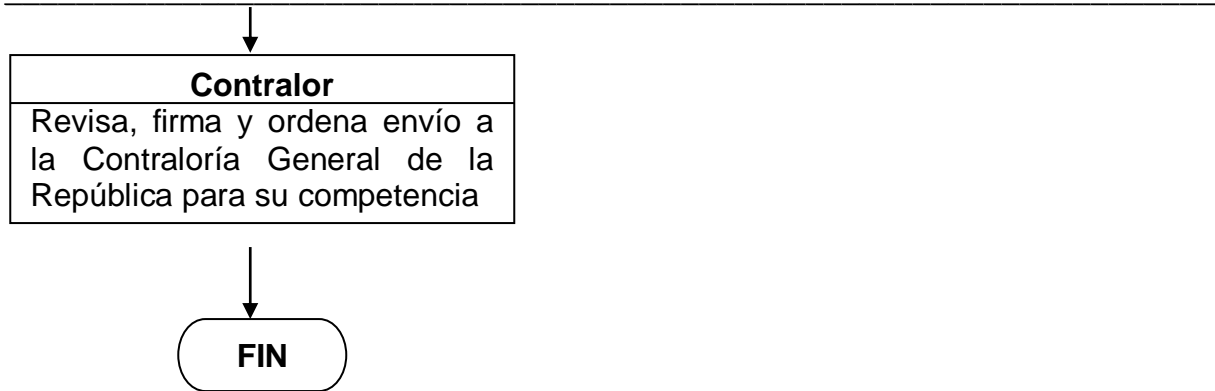 Contralor
Revisa, firma y ordena envío a
la Contraloría General de la
República para su competencia
FIN